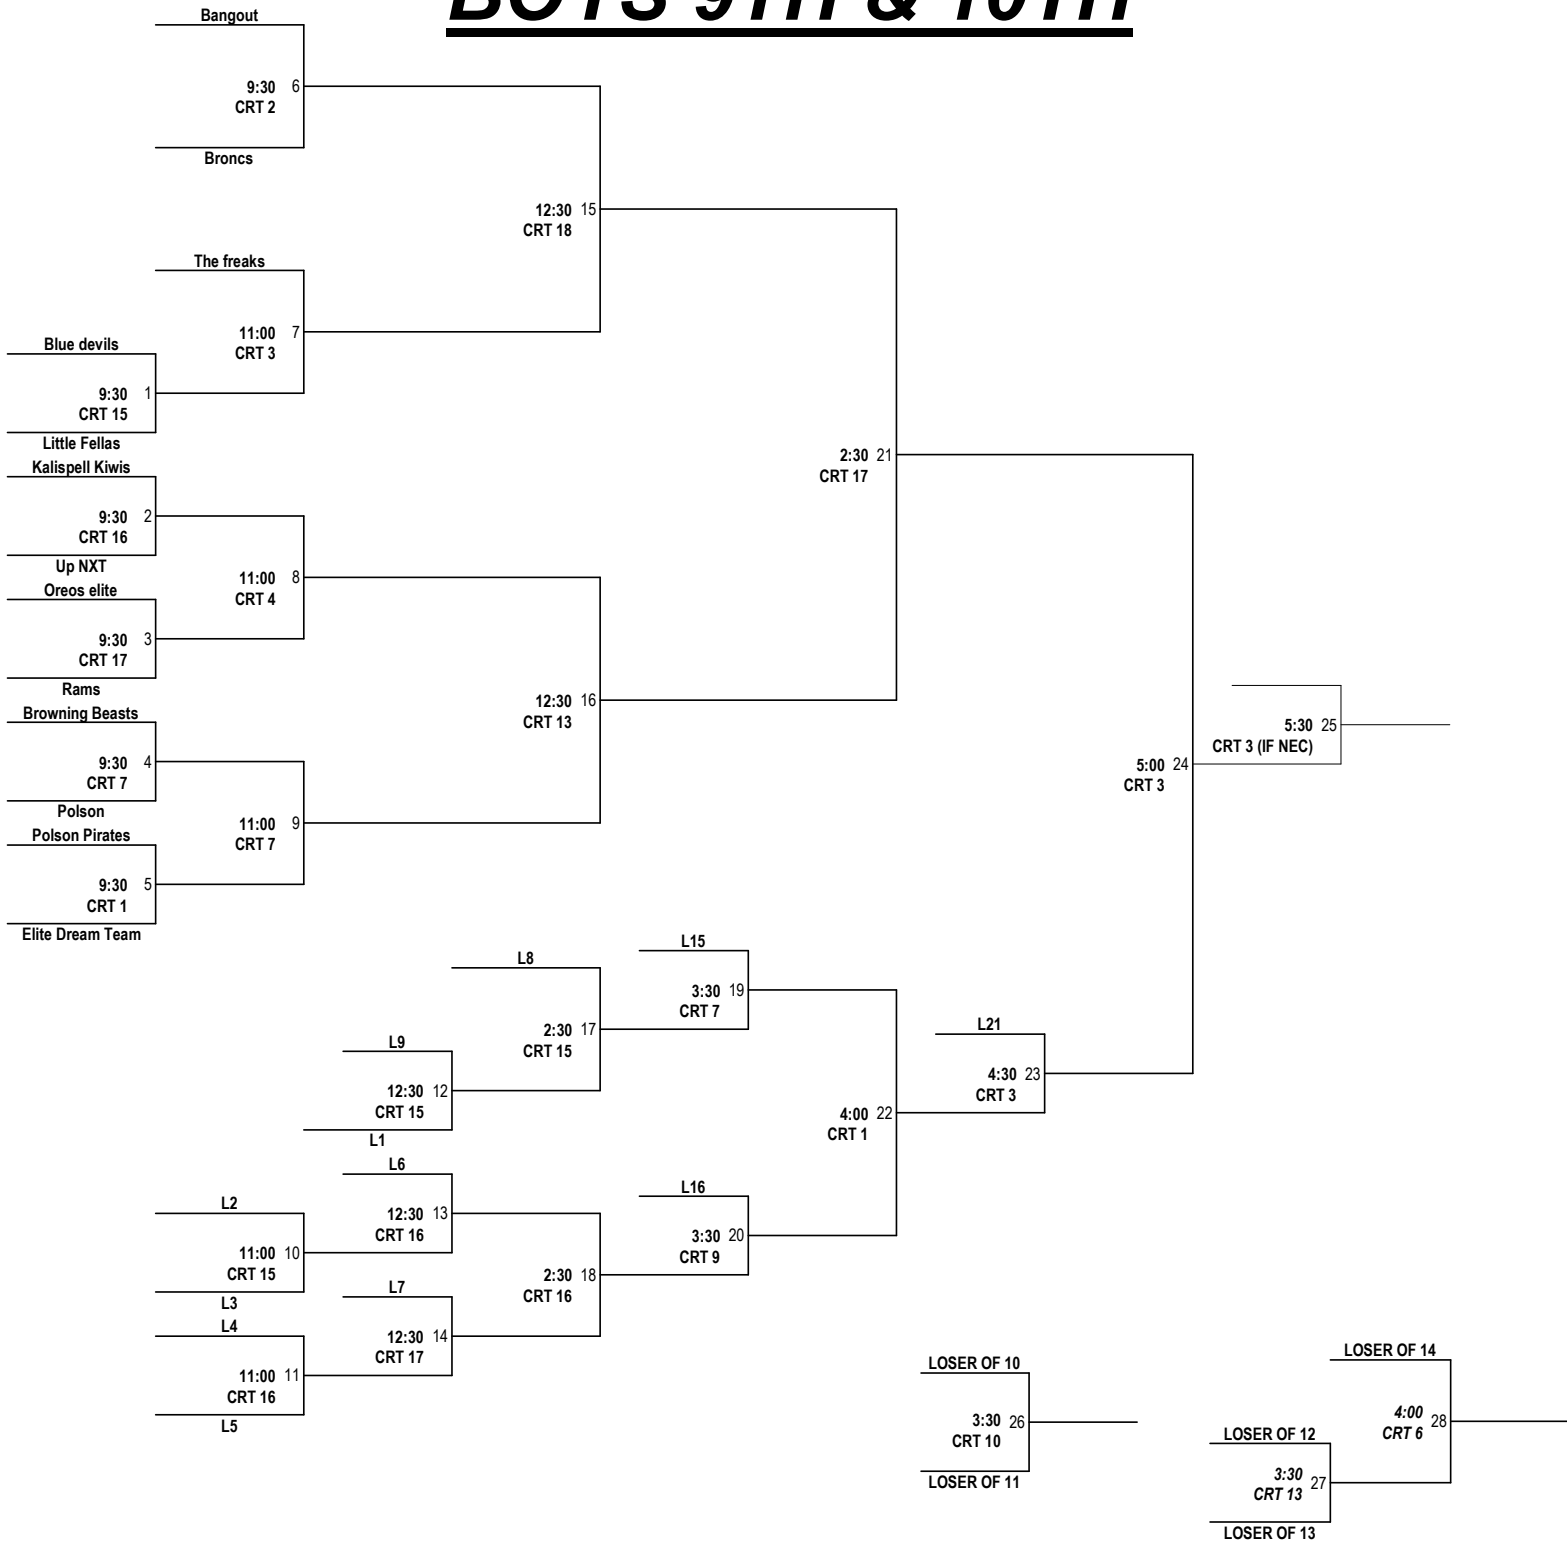 BOYS 9TH & 10TH
Bangout
9:30 6
CRT 2
Broncs
12:30 15
CRT 18
The freaks
11:00 7
CRT 3
Blue devils
9:30 1
CRT 15
Little Fellas
Kalispell Kiwis
2:30 21
CRT 17
9:30 2
CRT 16
Up NXT
Oreos elite
11:00 8
CRT 4
9:30 3
CRT 17
Rams
Browning Beasts
12:30 16
CRT 13
5:30 25
CRT 3 (IF NEC)
9:30 4
CRT 7
Polson
5:00 24
CRT 3
Polson Pirates
11:00 9
CRT 7
9:30 5
CRT 1
Elite Dream Team
L15
L8
3:30 19
CRT 7
L21
2:30 17
CRT 15
L9
4:30 23
CRT 3
12:30 12
CRT 15
4:00 22
CRT 1
L1
L6
L16
L2
12:30 13
CRT 16
3:30 20
CRT 9
11:00 10
CRT 15
2:30 18
CRT 16
L7
L3
L4
12:30 14
CRT 17
11:00 11
CRT 16
L5
LOSER OF 10
3:30 26
CRT 10
LOSER OF 11
LOSER OF 14
4:00 28
CRT 6
LOSER OF 12
3:30 27
CRT 13
LOSER OF 13